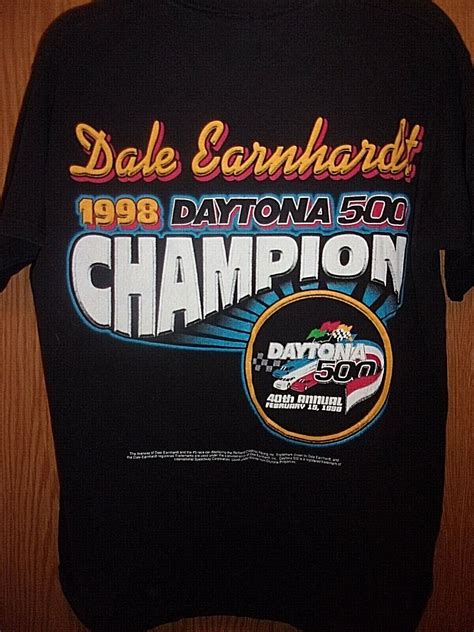 Dale Earnhardt
1998 DAYTONA 500
CHAMPION
DAYTONA
500
40th ANNUAL
FEBRUARY 15, 1998